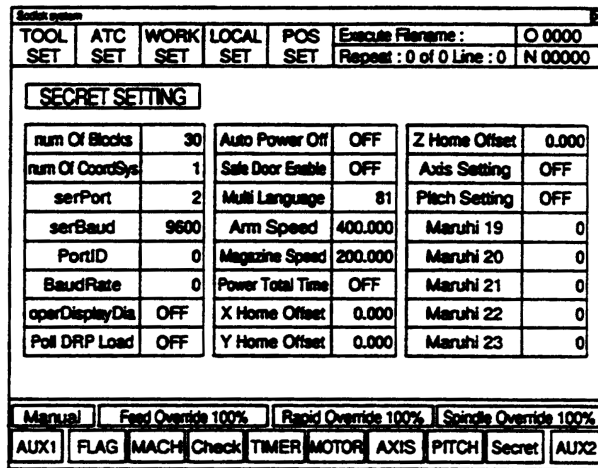 Sodick system
TOOL SET ATC SET WORK SET LOCAL SET POS SET Execute Filename : O 0000
Repeat : 0 of 0 Line : 0 N 00000
SECRET SETTING
num Of Blocks 30 Auto Power Off OFF Z Home Offset 0.000
num Of CoordSys 1 Safe Door Enable OFF Axis Setting OFF
serPort 2 Multi Language 81 Pitch Setting OFF
serBaud 9600 Arm Speed 400.000 Maruhi 19 0
PortID 0 Magazine Speed 200.000 Maruhi 20 0
BaudRate 0 Power Total Time OFF Maruhi 21 0
operDisplayDia OFF X Home Offset 0.000 Maruhi 22 0
Poll DRP Load OFF Y Home Offset 0.000 Maruhi 23 0
Manual Feed Override 100% Rapid Override 100% Spindle Override 100%
AUX1 FLAG MACH Check TIMER MOTOR AXIS PITCH Secret AUX2